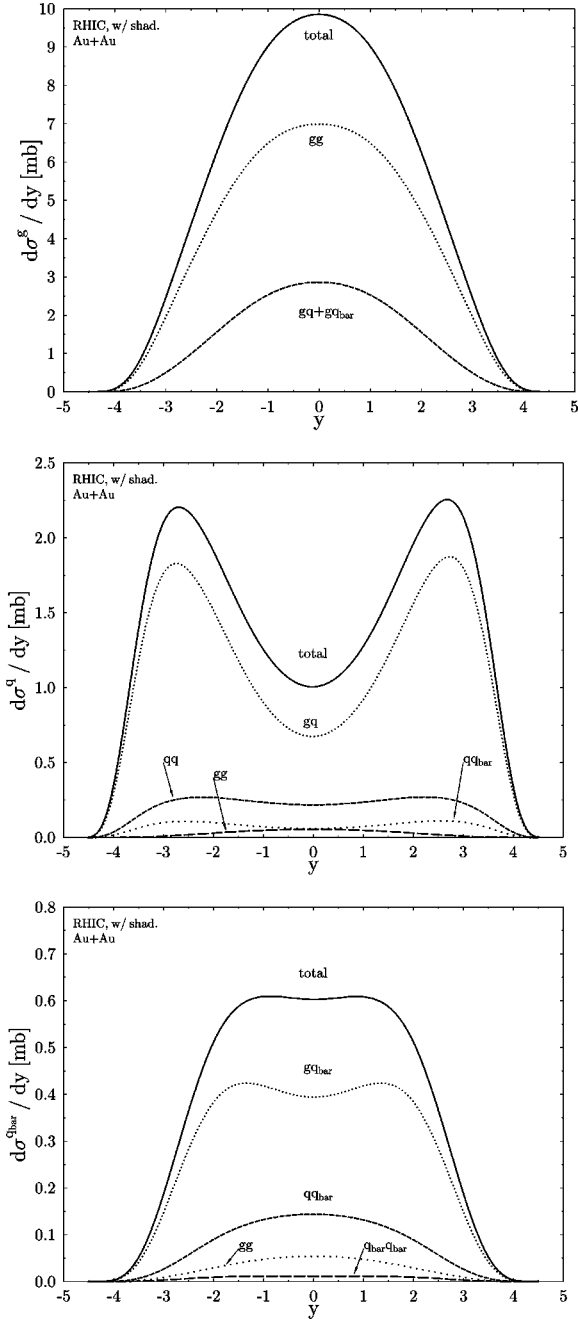 10
9
8
7
6
5
4
3
2
1
0
RHIC, w/ shad.
Au+Au
total
gg
gq+gq_bar
dσ^g / dy [mb]
-5 -4 -3 -2 -1 0 1 2 3 4 5
y
2.5
2.0
1.5
1.0
0.5
0.0
RHIC, w/ shad.
Au+Au
total
gq
qq
gg
qq_bar
dσ^q / dy [mb]
-5 -4 -3 -2 -1 0 1 2 3 4 5
y
0.8
0.7
0.6
0.5
0.4
0.3
0.2
0.1
0.0
RHIC, w/ shad.
Au+Au
total
gq_bar
qq_bar
gg
q_bar q_bar
dσ^q_bar / dy [mb]
-5 -4 -3 -2 -1 0 1 2 3 4 5
y